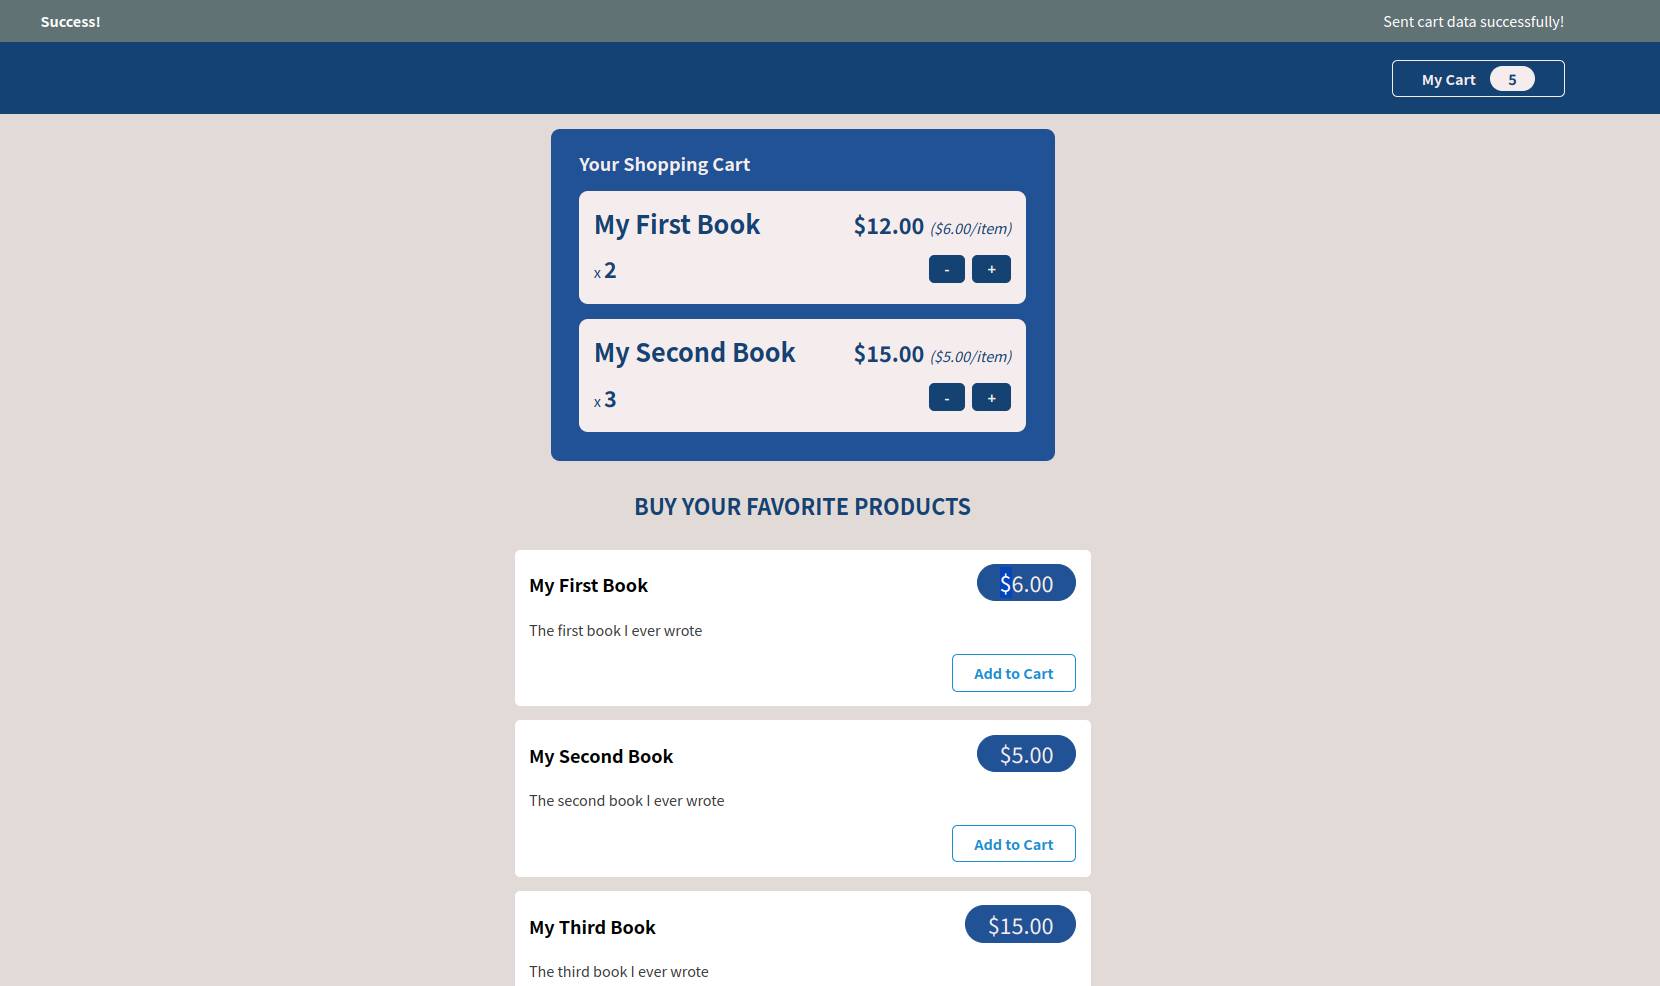 Success! Sent cart data successfully!
My Cart 5
Your Shopping Cart
My First Book $12.00 ($6.00/item)
x 2 - +
My Second Book $15.00 ($5.00/item)
x 3 - +
BUY YOUR FAVORITE PRODUCTS
My First Book $6.00
The first book I ever wrote
Add to Cart
My Second Book $5.00
The second book I ever wrote
Add to Cart
My Third Book $15.00
The third book I ever wrote